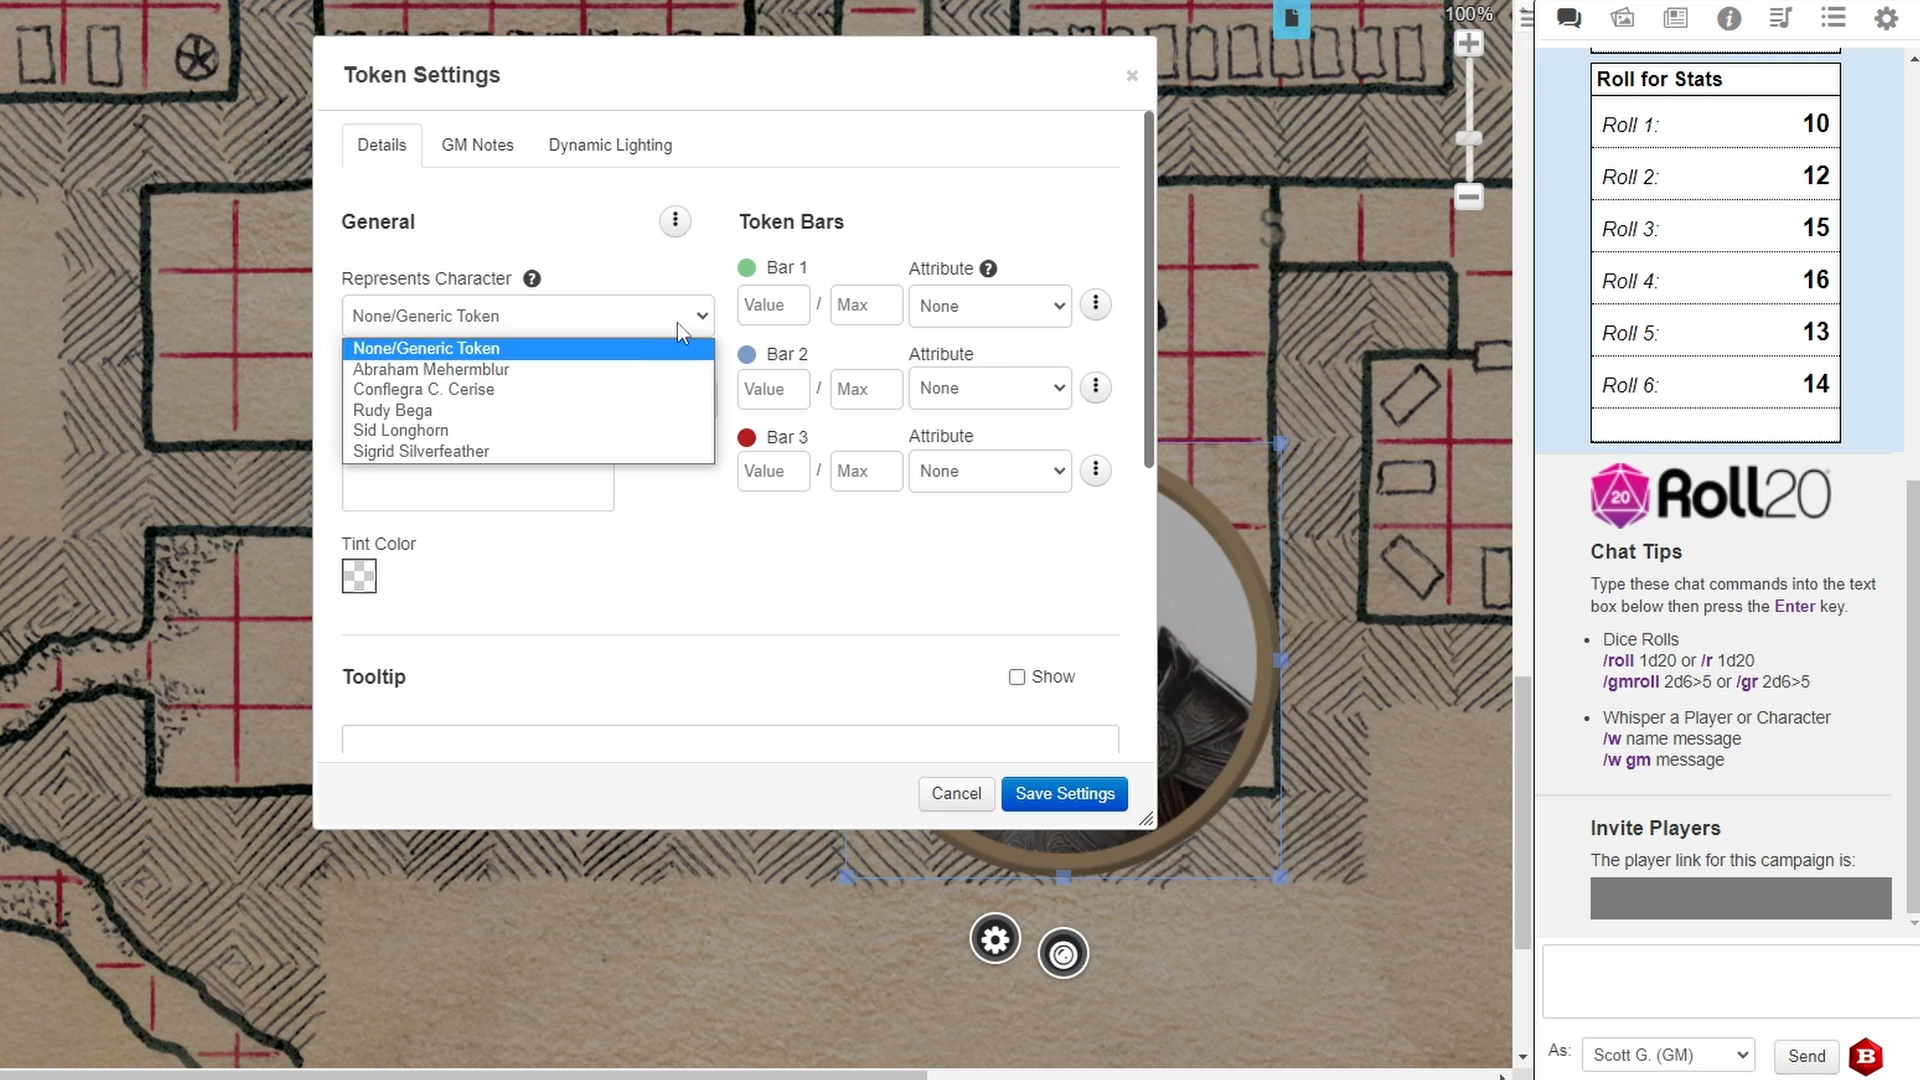 100%
Token Settings
×
Details
GM Notes
Dynamic Lighting
General
Token Bars
Represents Character ?
None/Generic Token
None/Generic Token
Abraham Mehermblur
Conflegra C. Cerise
Rudy Bega
Sid Longhorn
Sigrid Silverfeather
Bar 1
Attribute ?
Value / Max
None
Bar 2
Attribute
Value / Max
None
Bar 3
Attribute
Value / Max
None
Tint Color
Tooltip
Show
Cancel
Save Settings
S
Roll for Stats
Roll 1: 10
Roll 2: 12
Roll 3: 15
Roll 4: 16
Roll 5: 13
Roll 6: 14
20 Roll20
Chat Tips
Type these chat commands into the text
box below then press the Enter key.
• Dice Rolls
/roll 1d20 or /r 1d20
/gmroll 2d6>5 or /gr 2d6>5
• Whisper a Player or Character
/w name message
/w gm message
Invite Players
The player link for this campaign is:
As: Scott G. (GM)
Send
B